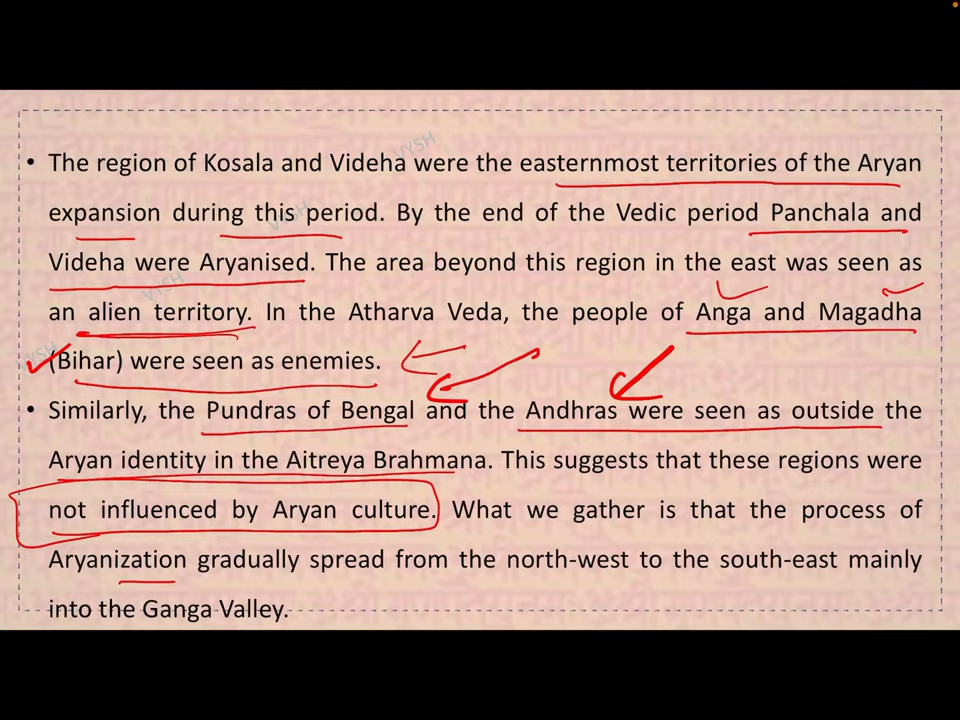 • The region of Kosala and Videha were the easternmost territories of the Aryan
expansion during this period. By the end of the Vedic period Panchala and
Videha were Aryanised. The area beyond this region in the east was seen as
an alien territory. In the Atharva Veda, the people of Anga and Magadha
(Bihar) were seen as enemies.
• Similarly, the Pundras of Bengal and the Andhras were seen as outside the
Aryan identity in the Aitreya Brahmana. This suggests that these regions were
not influenced by Aryan culture. What we gather is that the process of
Aryanization gradually spread from the north-west to the south-east mainly
into the Ganga Valley.